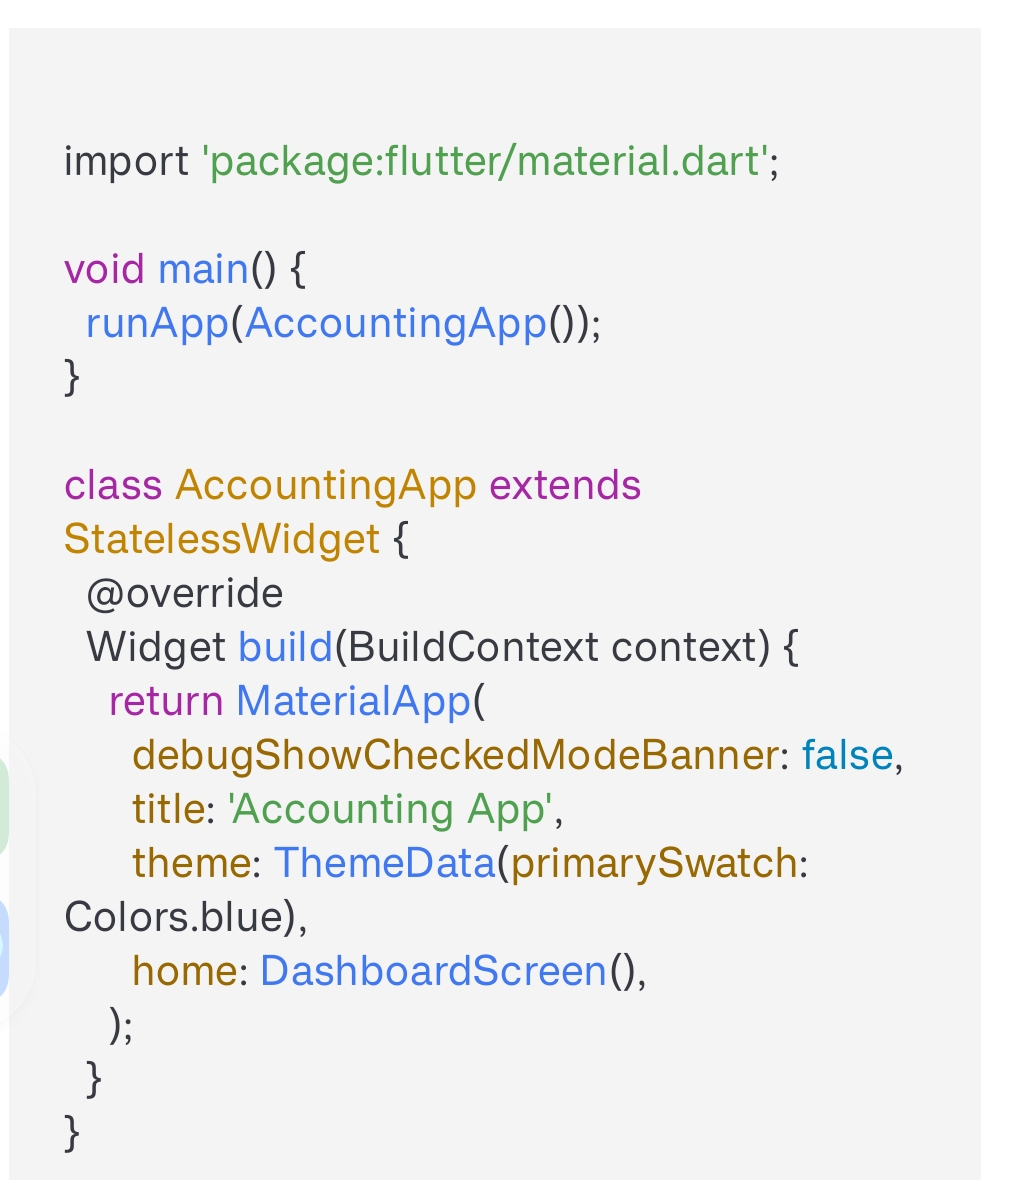 import 'package:flutter/material.dart';
void main() {
runApp(AccountingApp());
}
class AccountingApp extends
StatelessWidget {
@override
Widget build(BuildContext context) {
return MaterialApp(
debugShowCheckedModeBanner: false,
title: 'Accounting App',
theme: ThemeData(primarySwatch:
Colors.blue),
home: DashboardScreen(),
);
}
}